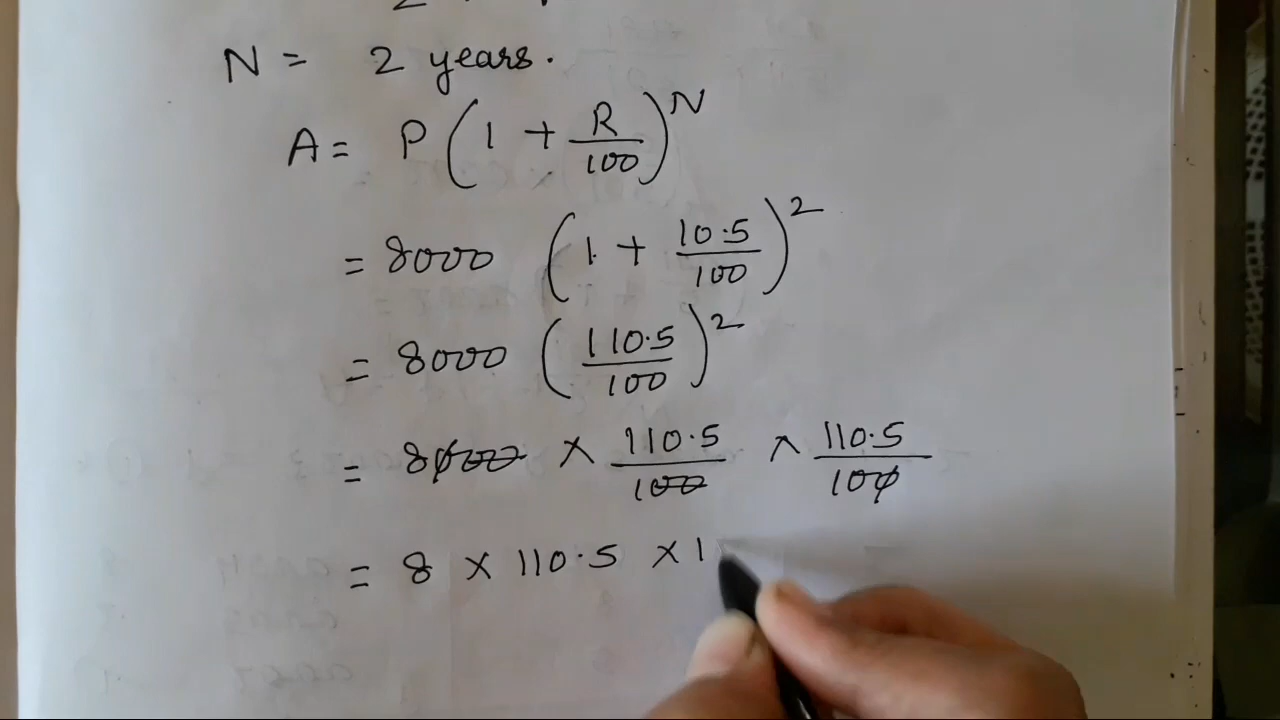 N = 2 years.
A = P ( 1 + R/100 )^N
= 8000 ( 1 + 10.5/100 )^2
= 8000 ( 110.5/100 )^2
= 8000 × 110.5/100 × 110.5/100
= 8 × 110.5 × 1